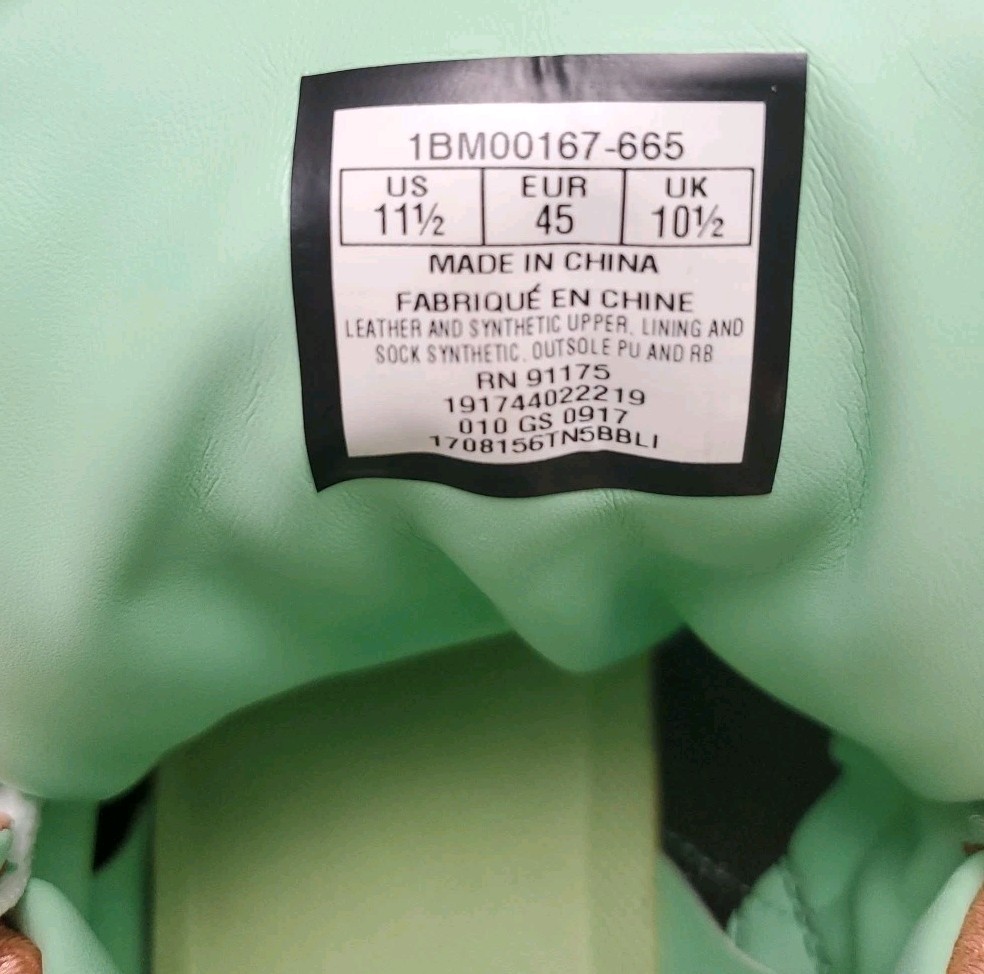 1BM00167-665
US EUR UK
11½ 45 10½
MADE IN CHINA
FABRIQUÉ EN CHINE
LEATHER AND SYNTHETIC UPPER, LINING AND
SOCK SYNTHETIC, OUTSOLE PU AND RB
RN 91175
191744022219
010 GS 0917
1708156TN5BBLI